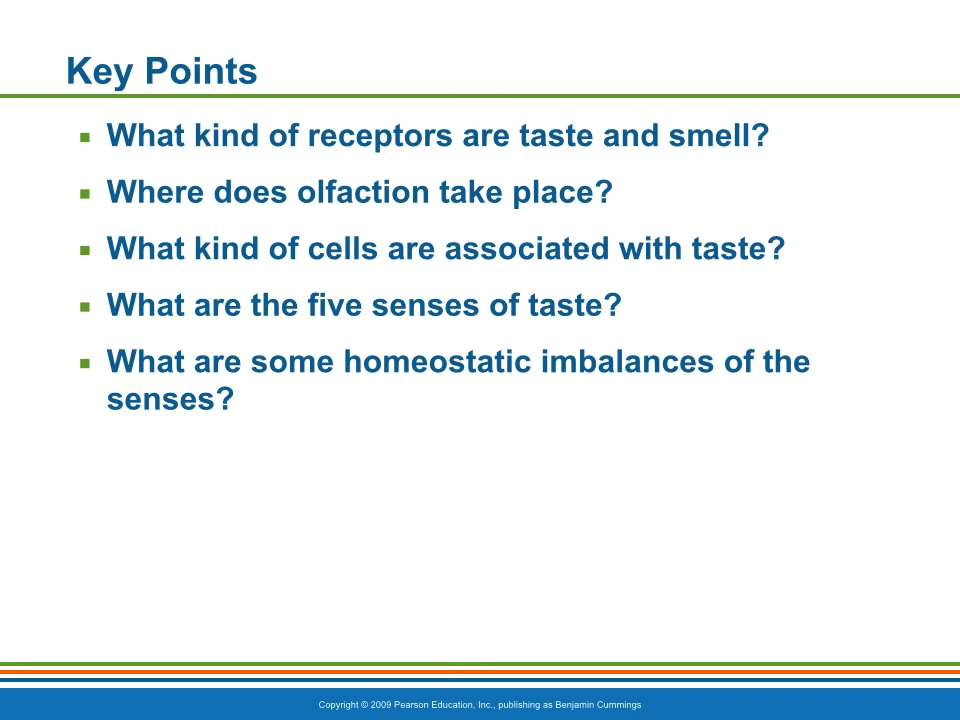 Key Points
What kind of receptors are taste and smell?
Where does olfaction take place?
What kind of cells are associated with taste?
What are the five senses of taste?
What are some homeostatic imbalances of the
senses?
Copyright © 2009 Pearson Education, Inc., publishing as Benjamin Cummings